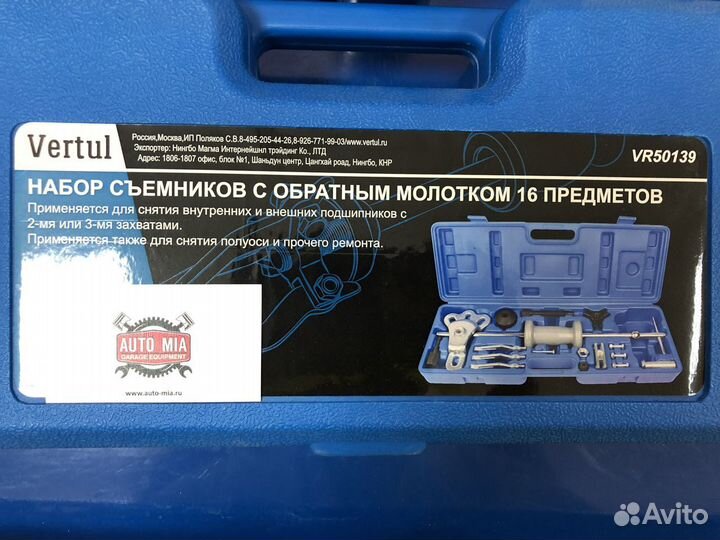 Vertul
Россия,Москва,ИП Поляков С.В.8-495-205-44-26,8-926-771-99-03/www.vertul.ru
Экспортер: Нингбо Магма Интернейшнл трэйдинг Ко., ЛТД
Адрес: 1806-1807 офис, блок №1, Шаньдун центр, Цангхай роад, Нингбо, КНР
VR50139
НАБОР СЪЕМНИКОВ С ОБРАТНЫМ МОЛОТКОМ 16 ПРЕДМЕТОВ
Применяется для снятия внутренних и внешних подшипников с
2-мя или 3-мя захватами.
Применяется также для снятия полуоси и прочего ремонта.
AUTO MIA
GARAGE EQUIPMENT
www.auto-mia.ru
Avito